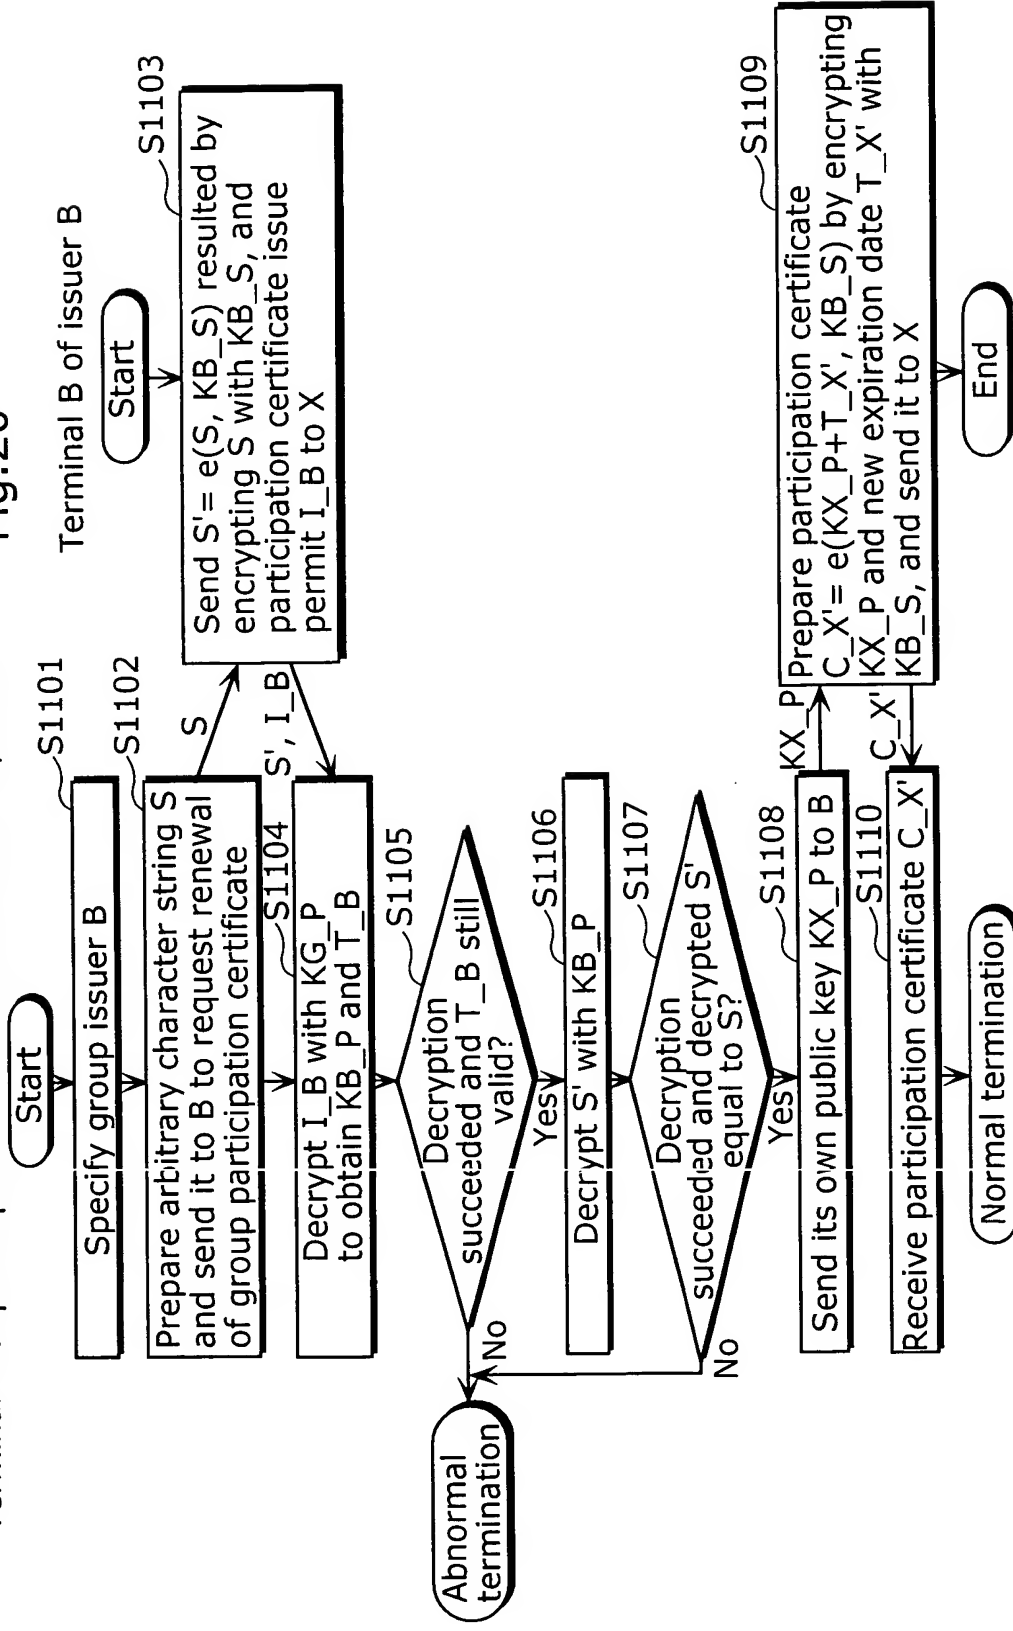 Terminal B of issuer B
Start
S1101
Specify group issuer B
S1102
Prepare arbitrary character string S
and send it to B to request renewal
of group participation certificate
S
Start
S1103
Send S'= e(S, KB_S) resulted by
encrypting S with KB_S, and
participation certificate issue
permit I_B to X
S', I_B
S1104
Decrypt I_B with KG_P
to obtain KB_P and T_B
S1105
Decryption
succeeded and T_B still
valid?
No
Abnormal
termination
Yes
S1106
Decrypt S' with KB_P
S1107
Decryption
succeeded and decrypted S'
equal to S?
No
Yes
S1108
Send its own public key KX_P to B
KX_P
S1109
Prepare participation certificate
C_X'= e(KX_P+T_X', KB_S) by encrypting
KX_P and new expiration date T_X' with
KB_S, and send it to X
C_X'
S1110
Receive participation certificate C_X'
Normal termination
End